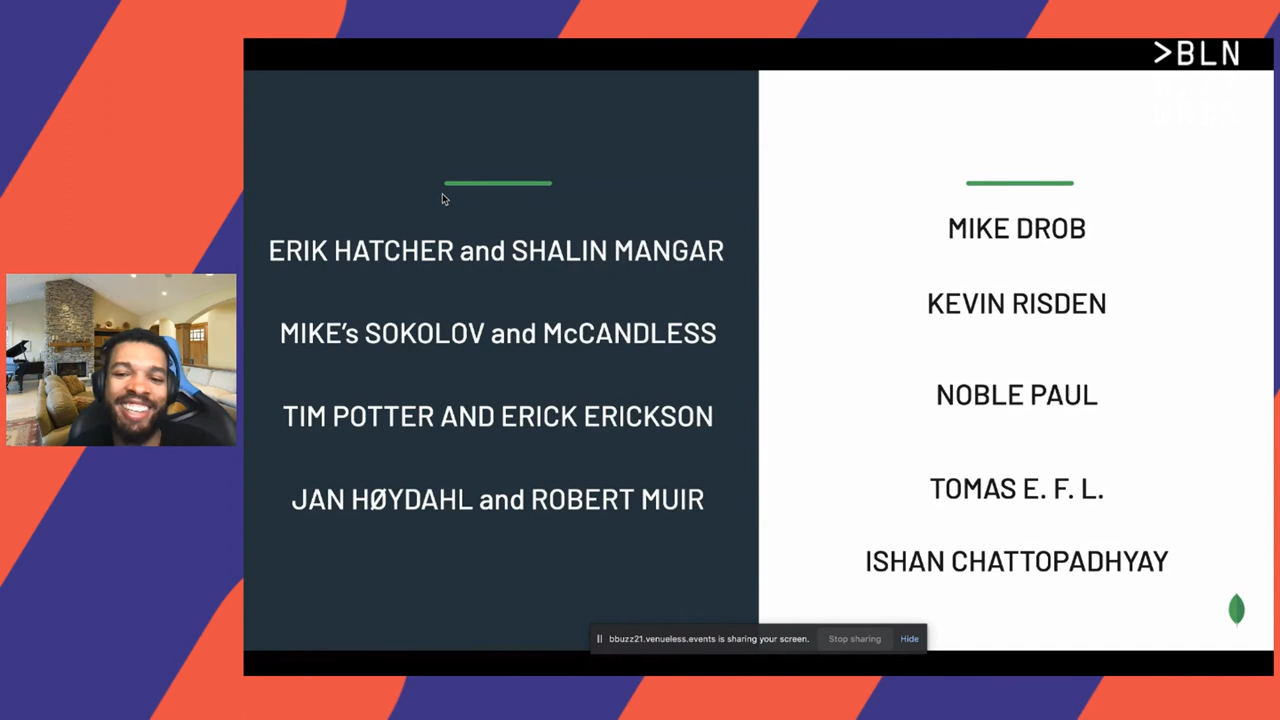 >BLN
ERIK HATCHER and SHALIN MANGAR
MIKE’s SOKOLOV and McCANDLESS
TIM POTTER AND ERICK ERICKSON
JAN HØYDAHL and ROBERT MUIR
MIKE DROB
KEVIN RISDEN
NOBLE PAUL
TOMAS E. F. L.
ISHAN CHATTOPADHYAY
bbuzz21.venueless.events is sharing your screen. Stop sharing Hide